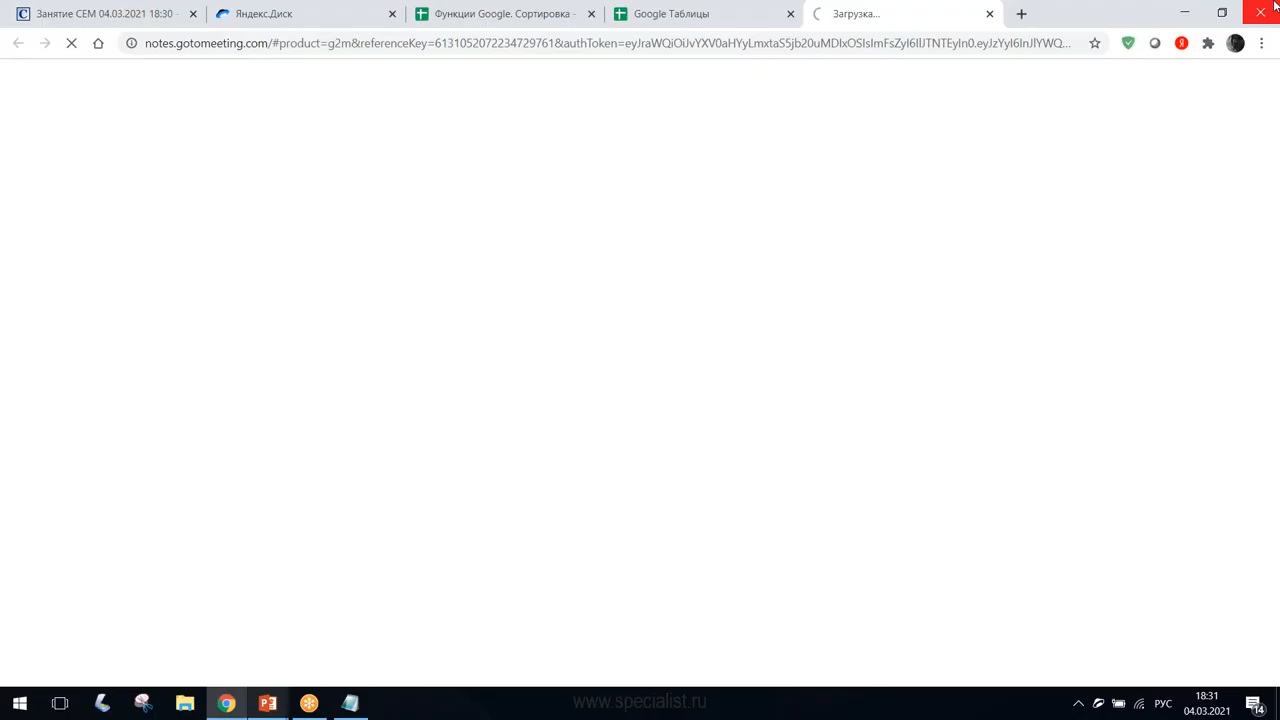 Занятие СЕМ 04.03.2021 18:30 -
Яндекс.Диск
Функции Google. Сортировка -
Google Таблицы
Загрузка...
notes.gotomeeting.com/#product=g2m&referenceKey=6131052072234729761&authToken=eyJraWQiOiJvYXV0aHYyLmxtaS5jb20uMDIxOSIsImFsZyI6IlJTNTEyIn0.eyJzYyI6InJlYWQ...
www.specialist.ru
РУС
18:31
04.03.2021
14